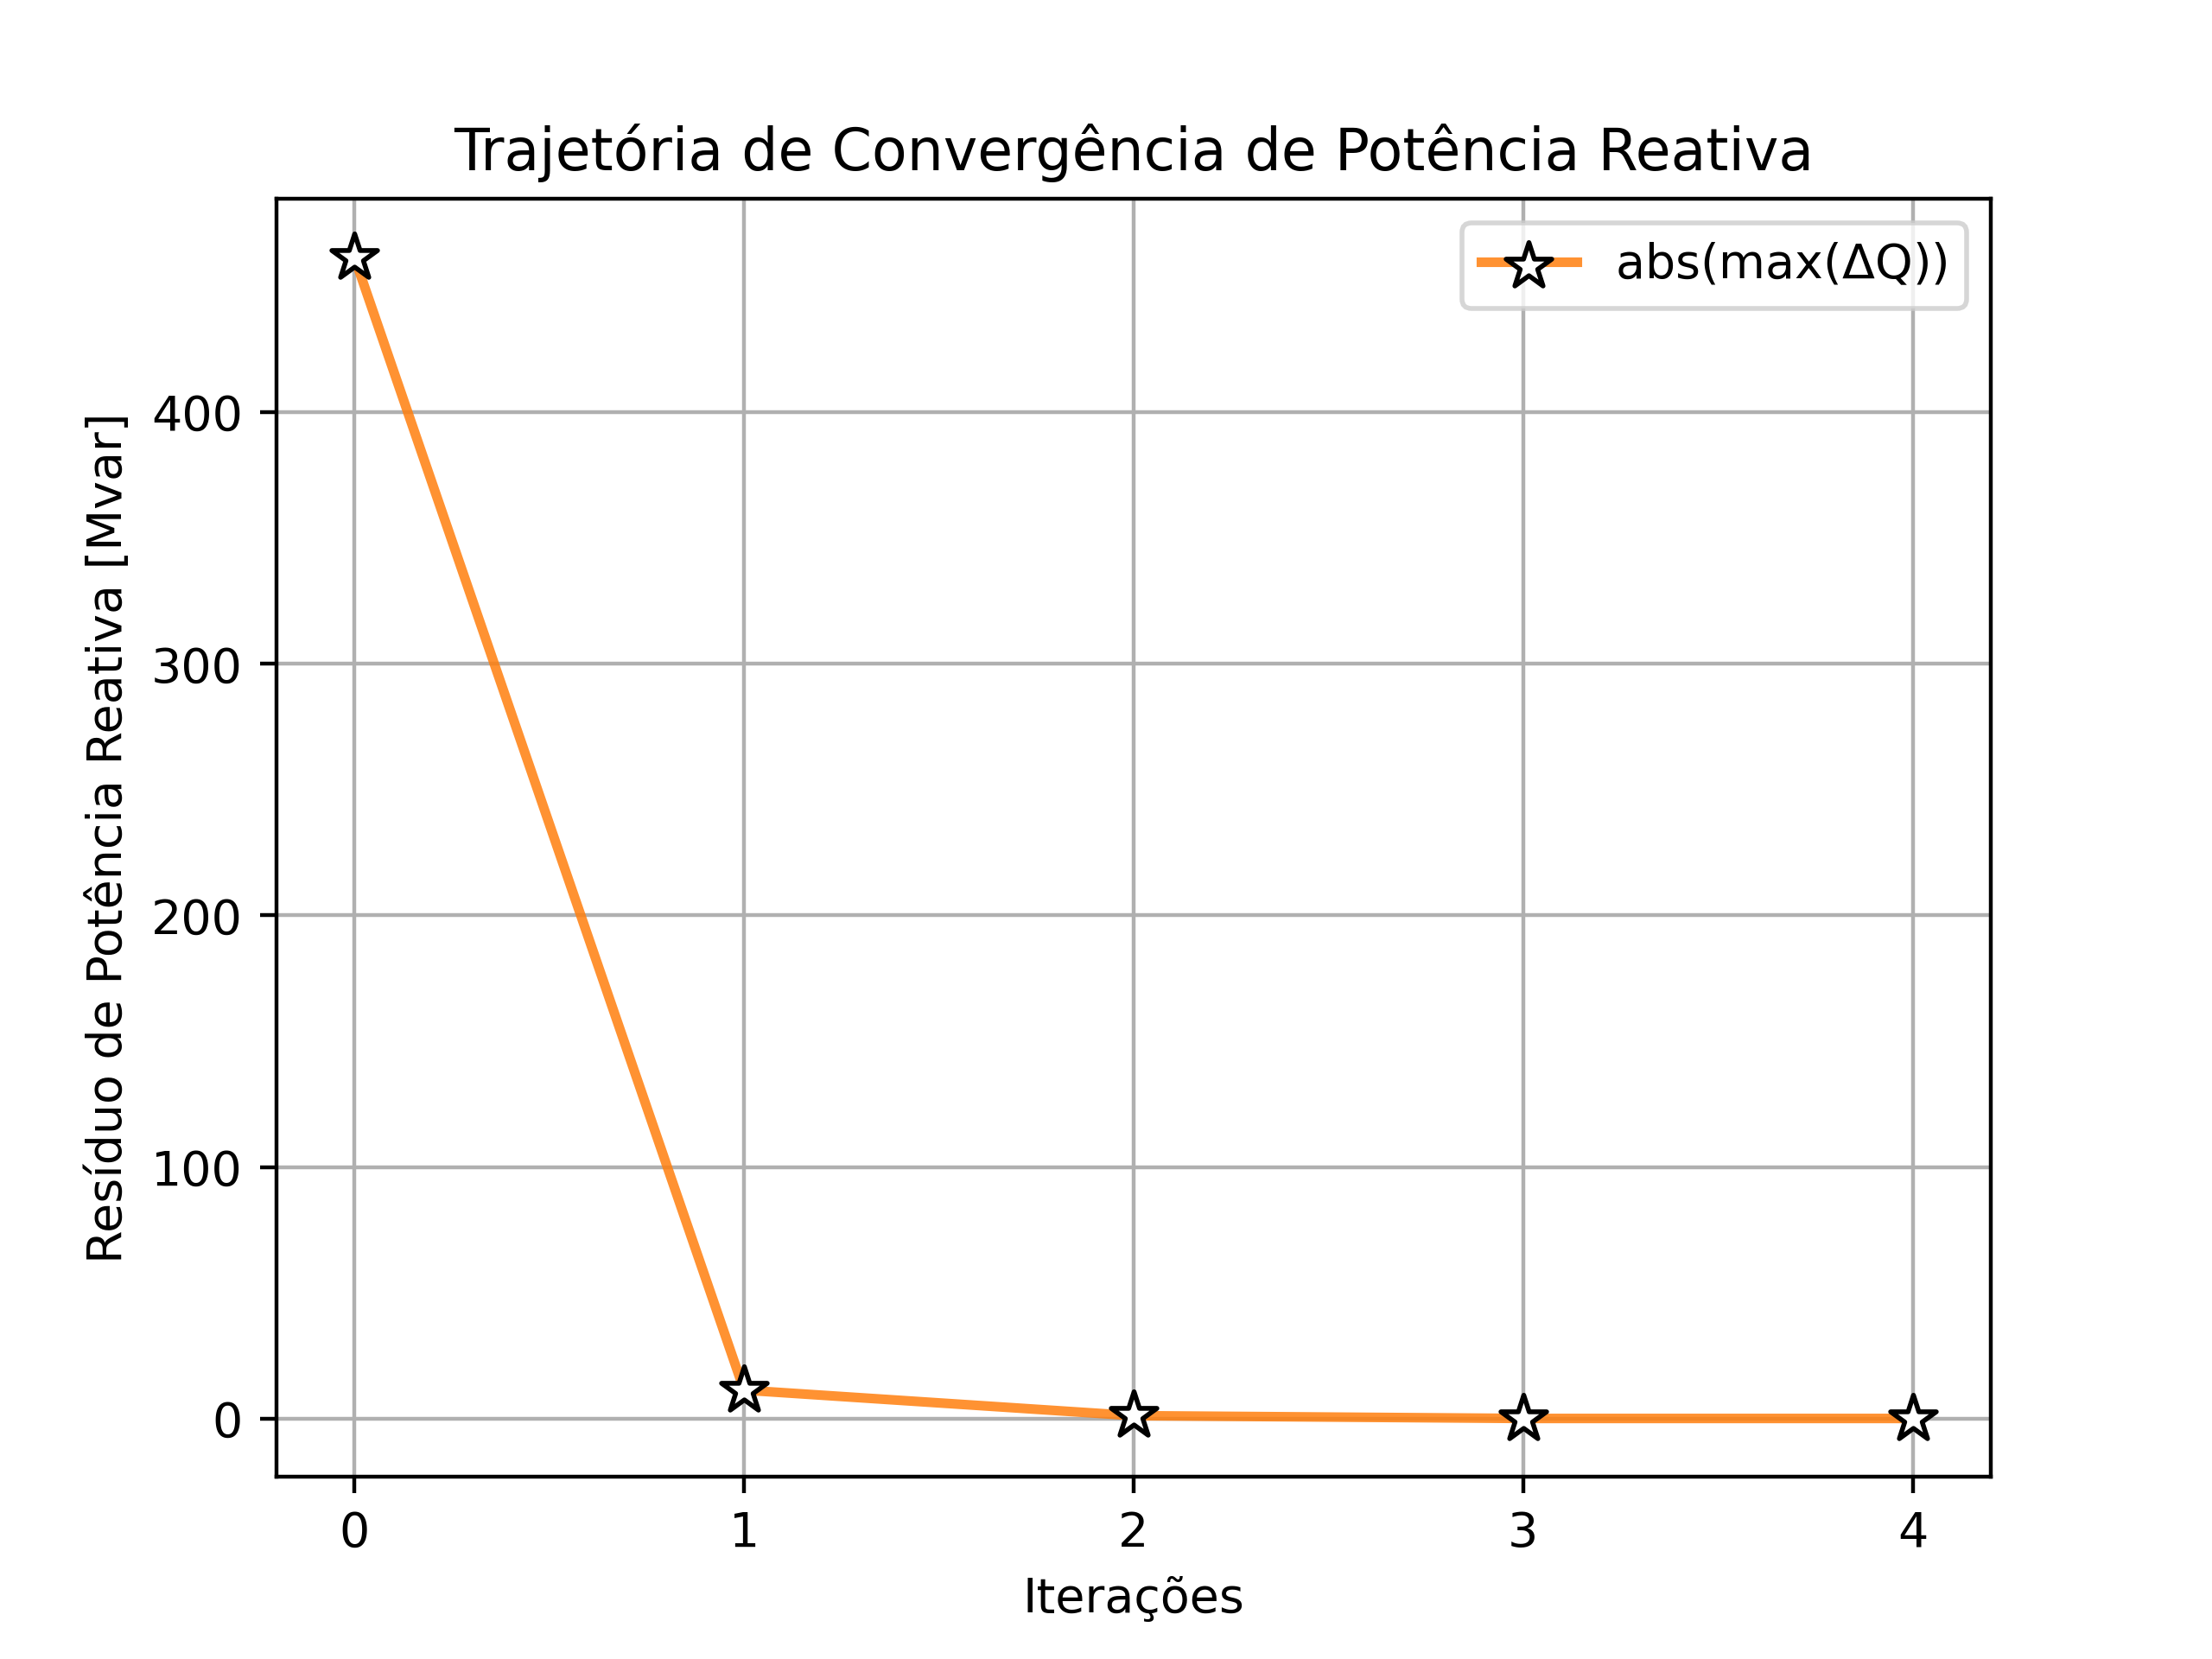 Trajetória de Convergência de Potência Reativa
abs(max(ΔQ))
Resíduo de Potência Reativa [Mvar]
400
300
200
100
0
0 1 2 3 4
Iterações